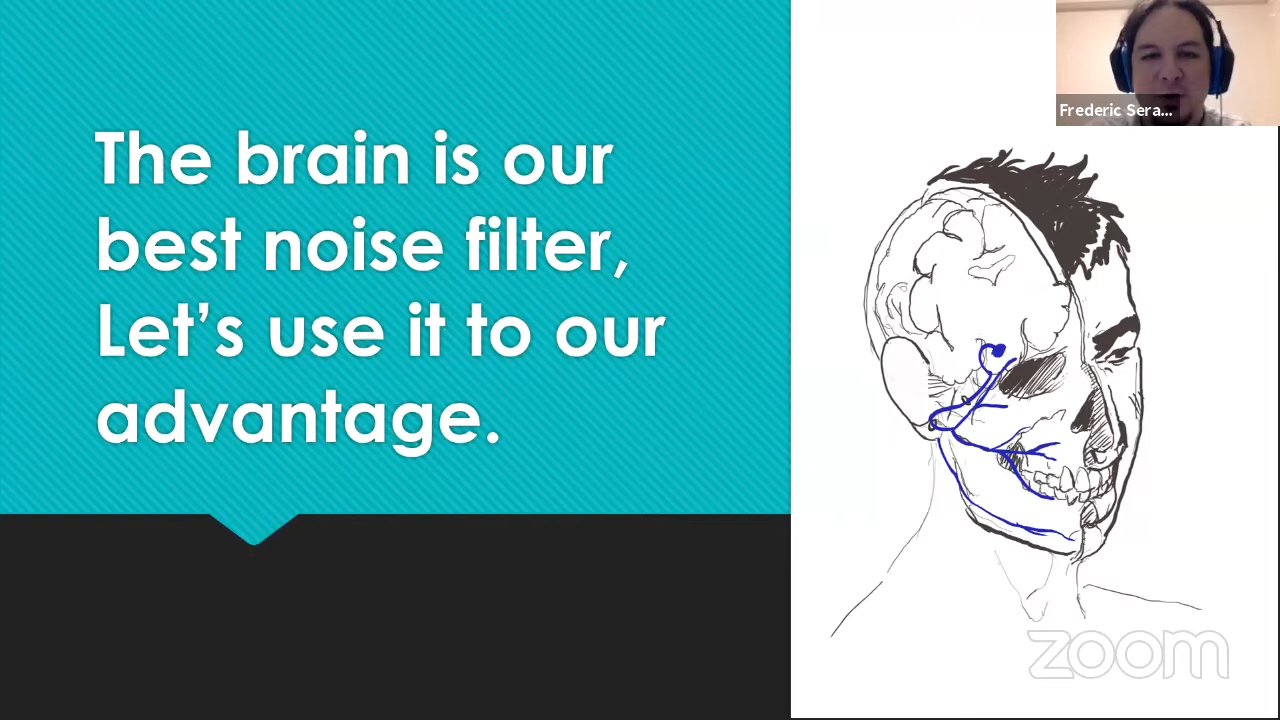 The brain is our
best noise filter,
Let’s use it to our
advantage.
Frederic Sera...
zoom